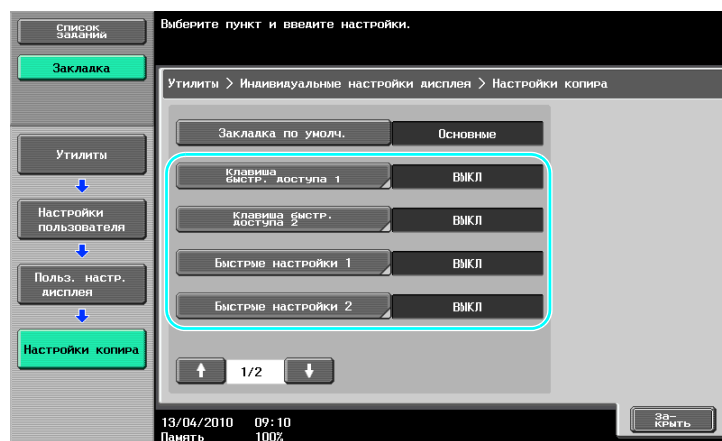 Список
заданий
Выберите пункт и введите настройки.
Закладка
Утилиты > Индивидуальные настройки дисплея > Настройки копира
Закладка по умолч.
Основные
Утилиты
Клавиша
быстр. доступа 1
ВЫКЛ
Настройки
пользователя
Клавиша быстр.
доступа 2
ВЫКЛ
Польз. настр.
дисплея
Быстрые настройки 1
ВЫКЛ
Быстрые настройки 2
ВЫКЛ
Настройки копира
1/2
13/04/2010 09:10
Память 100%
За-
крыть